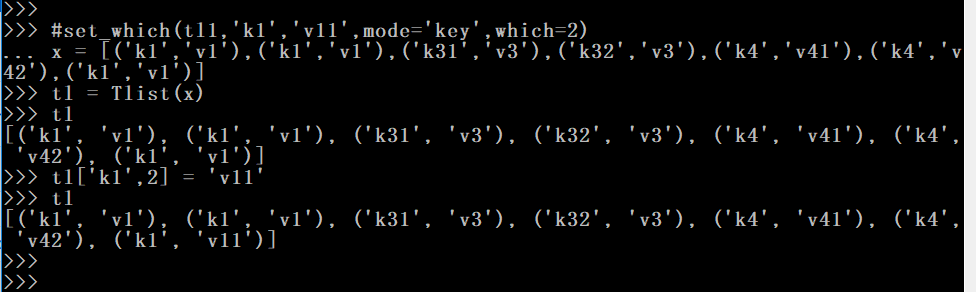 >>>
>>> #set_which(tl1,'k1','v11',mode='key',which=2)
... x = [('k1','v1'),('k1','v1'),('k31','v3'),('k32','v3'),('k4','v41'),('k4','v
42'),('k1','v1')]
>>> tl = Tlist(x)
>>> tl
[('k1', 'v1'), ('k1', 'v1'), ('k31', 'v3'), ('k32', 'v3'), ('k4', 'v41'), ('k4',
 'v42'), ('k1', 'v1')]
>>> tl['k1',2] = 'v11'
>>> tl
[('k1', 'v1'), ('k1', 'v1'), ('k31', 'v3'), ('k32', 'v3'), ('k4', 'v41'), ('k4',
 'v42'), ('k1', 'v11')]
>>>
>>>